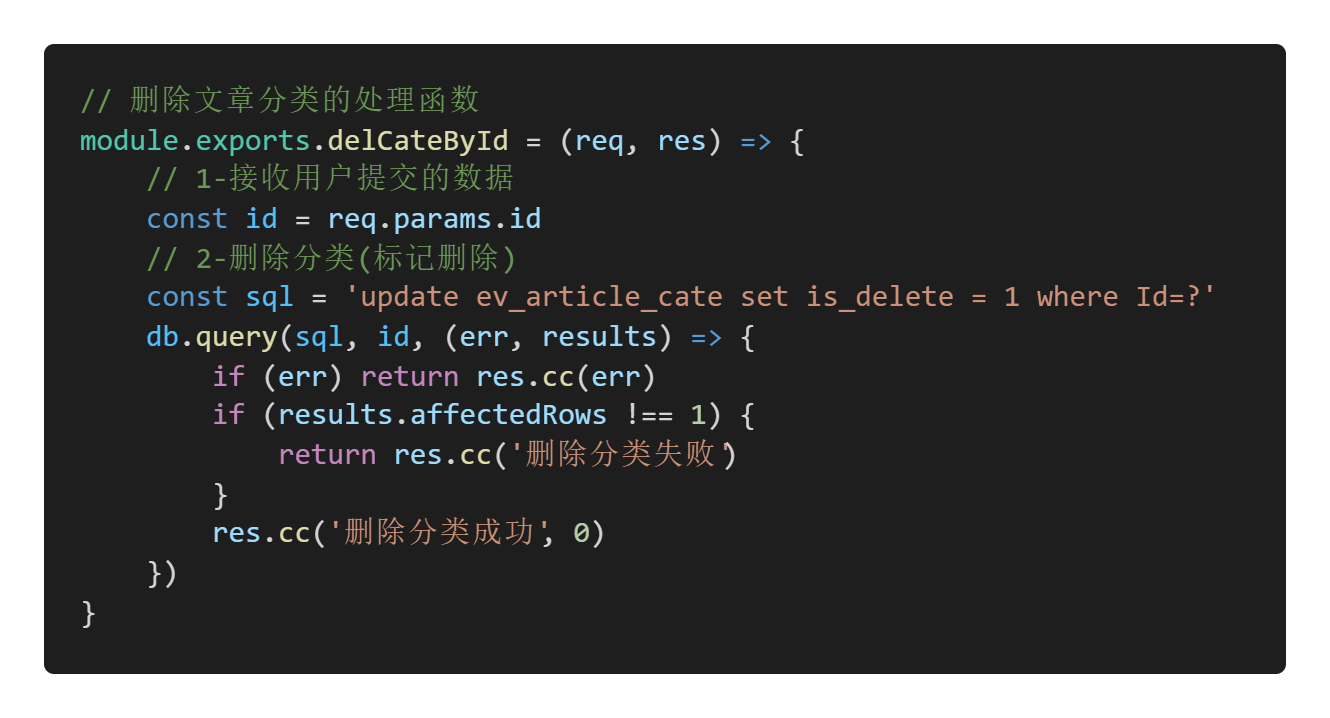 // 删除文章分类的处理函数
module.exports.delCateById = (req, res) => {
    // 1-接收用户提交的数据
    const id = req.params.id
    // 2-删除分类(标记删除)
    const sql = 'update ev_article_cate set is_delete = 1 where Id=?'
    db.query(sql, id, (err, results) => {
        if (err) return res.cc(err)
        if (results.affectedRows !== 1) {
            return res.cc('删除分类失败')
        }
        res.cc('删除分类成功', 0)
    })
}